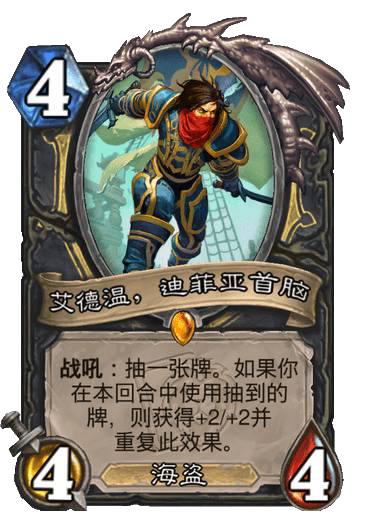 4
艾德温，迪菲亚首脑
战吼：抽一张牌。如果你
在本回合中使用抽到的
牌，则获得+2/+2并
重复此效果。
4
海盗
4